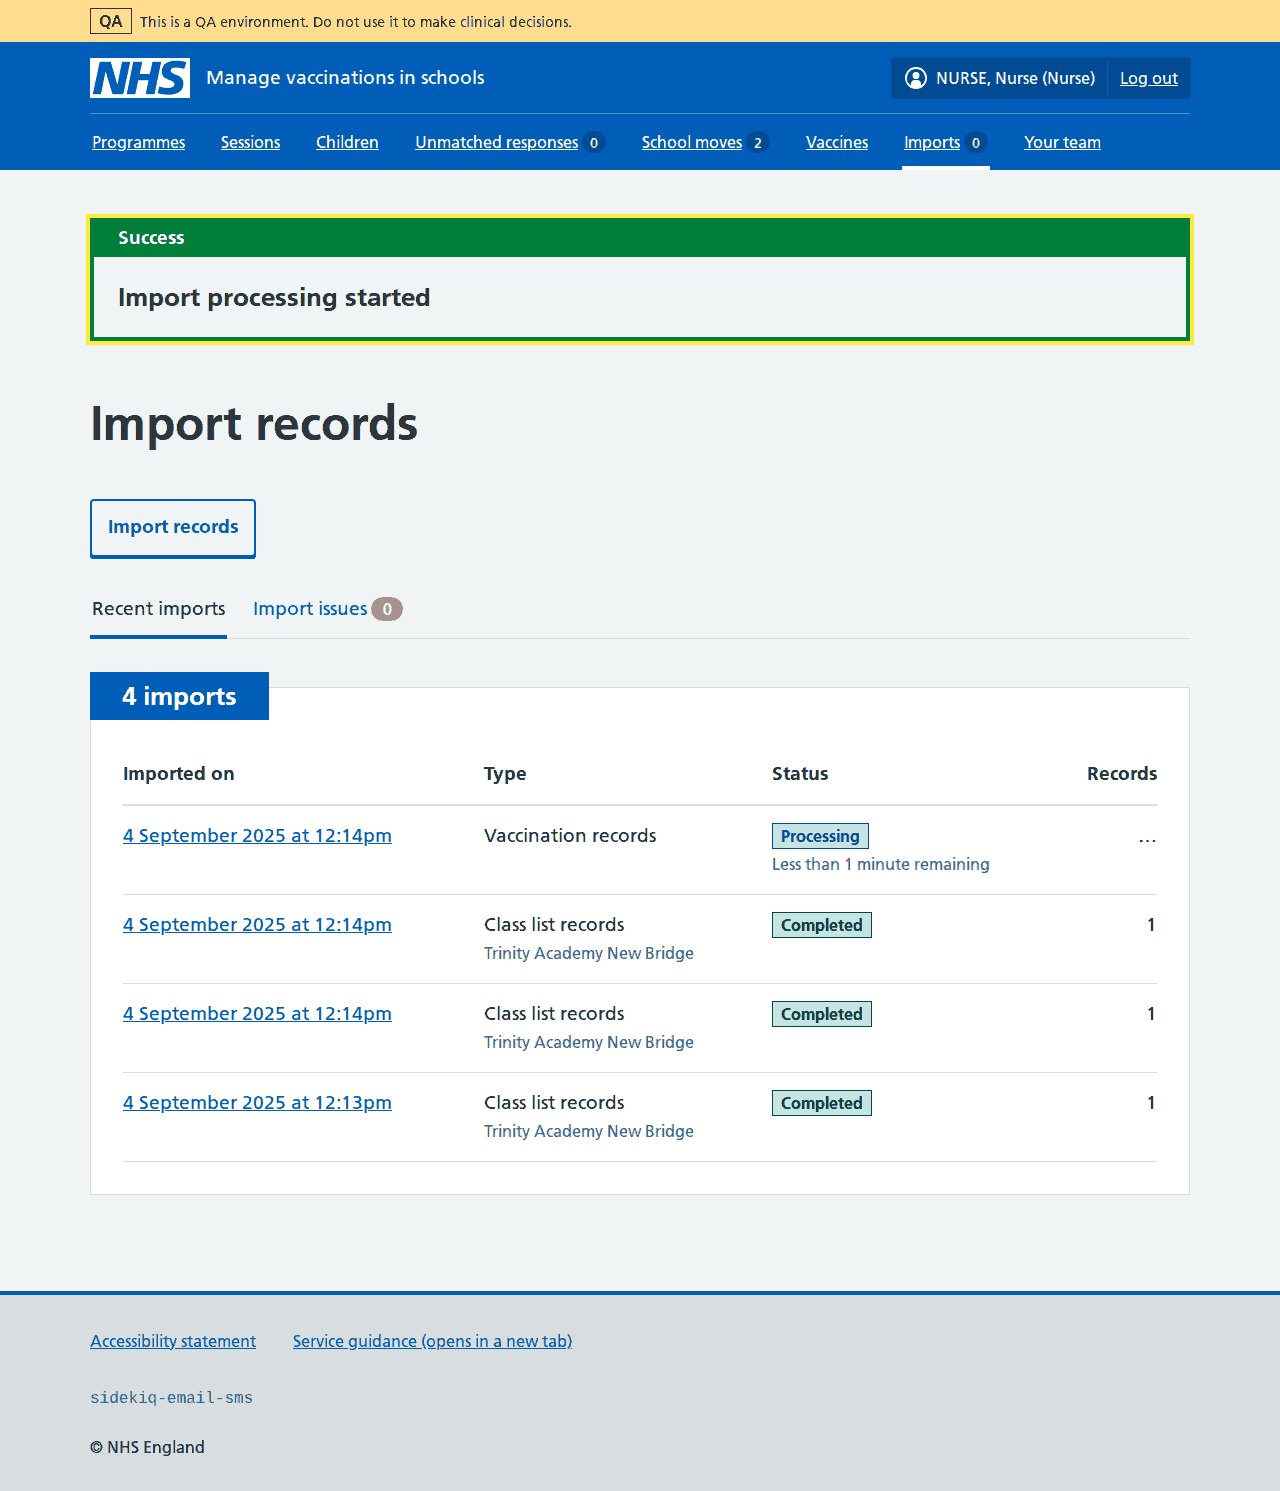 QA This is a QA environment. Do not use it to make clinical decisions.
NHS Manage vaccinations in schools NURSE, Nurse (Nurse) Log out
Programmes Sessions Children Unmatched responses 0 School moves 2 Vaccines Imports 0 Your team
Success
Import processing started
Import records
Import records
Recent imports Import issues 0
4 imports
Imported on Type Status Records
4 September 2025 at 12:14pm Vaccination records Processing ...
Less than 1 minute remaining
4 September 2025 at 12:14pm Class list records Completed 1
Trinity Academy New Bridge
4 September 2025 at 12:14pm Class list records Completed 1
Trinity Academy New Bridge
4 September 2025 at 12:13pm Class list records Completed 1
Trinity Academy New Bridge
Accessibility statement Service guidance (opens in a new tab)
sidekiq-email-sms
© NHS England